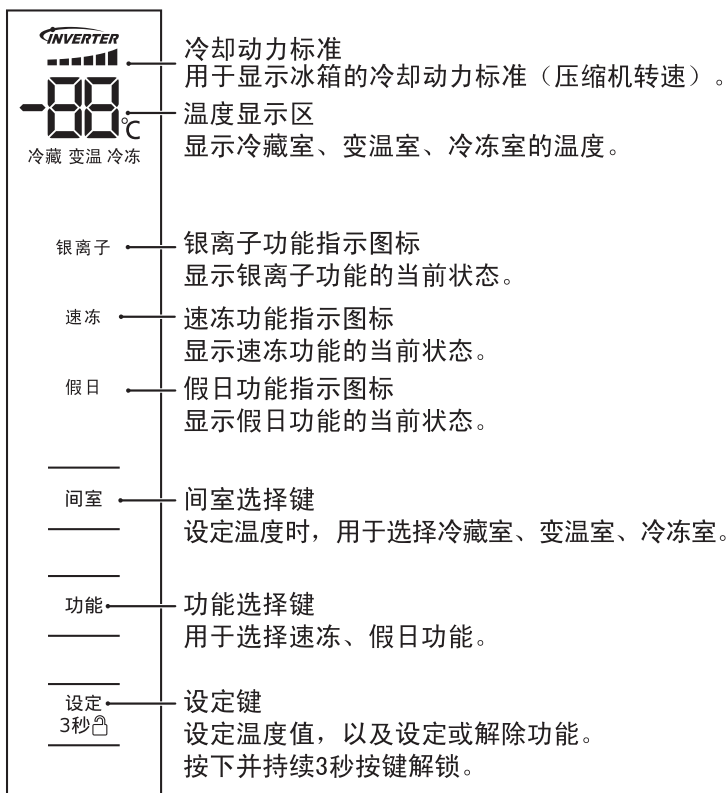 INVERTER
冷却动力标准
用于显示冰箱的冷却动力标准（压缩机转速）。
-88℃
温度显示区
显示冷藏室、变温室、冷冻室的温度。
冷藏 变温 冷冻
银离子
银离子功能指示图标
显示银离子功能的当前状态。
速冻
速冻功能指示图标
显示速冻功能的当前状态。
假日
假日功能指示图标
显示假日功能的当前状态。
间室
间室选择键
设定温度时，用于选择冷藏室、变温室、冷冻室。
功能
功能选择键
用于选择速冻、假日功能。
设定
3秒
设定键
设定温度值，以及设定或解除功能。
按下并持续3秒按键解锁。